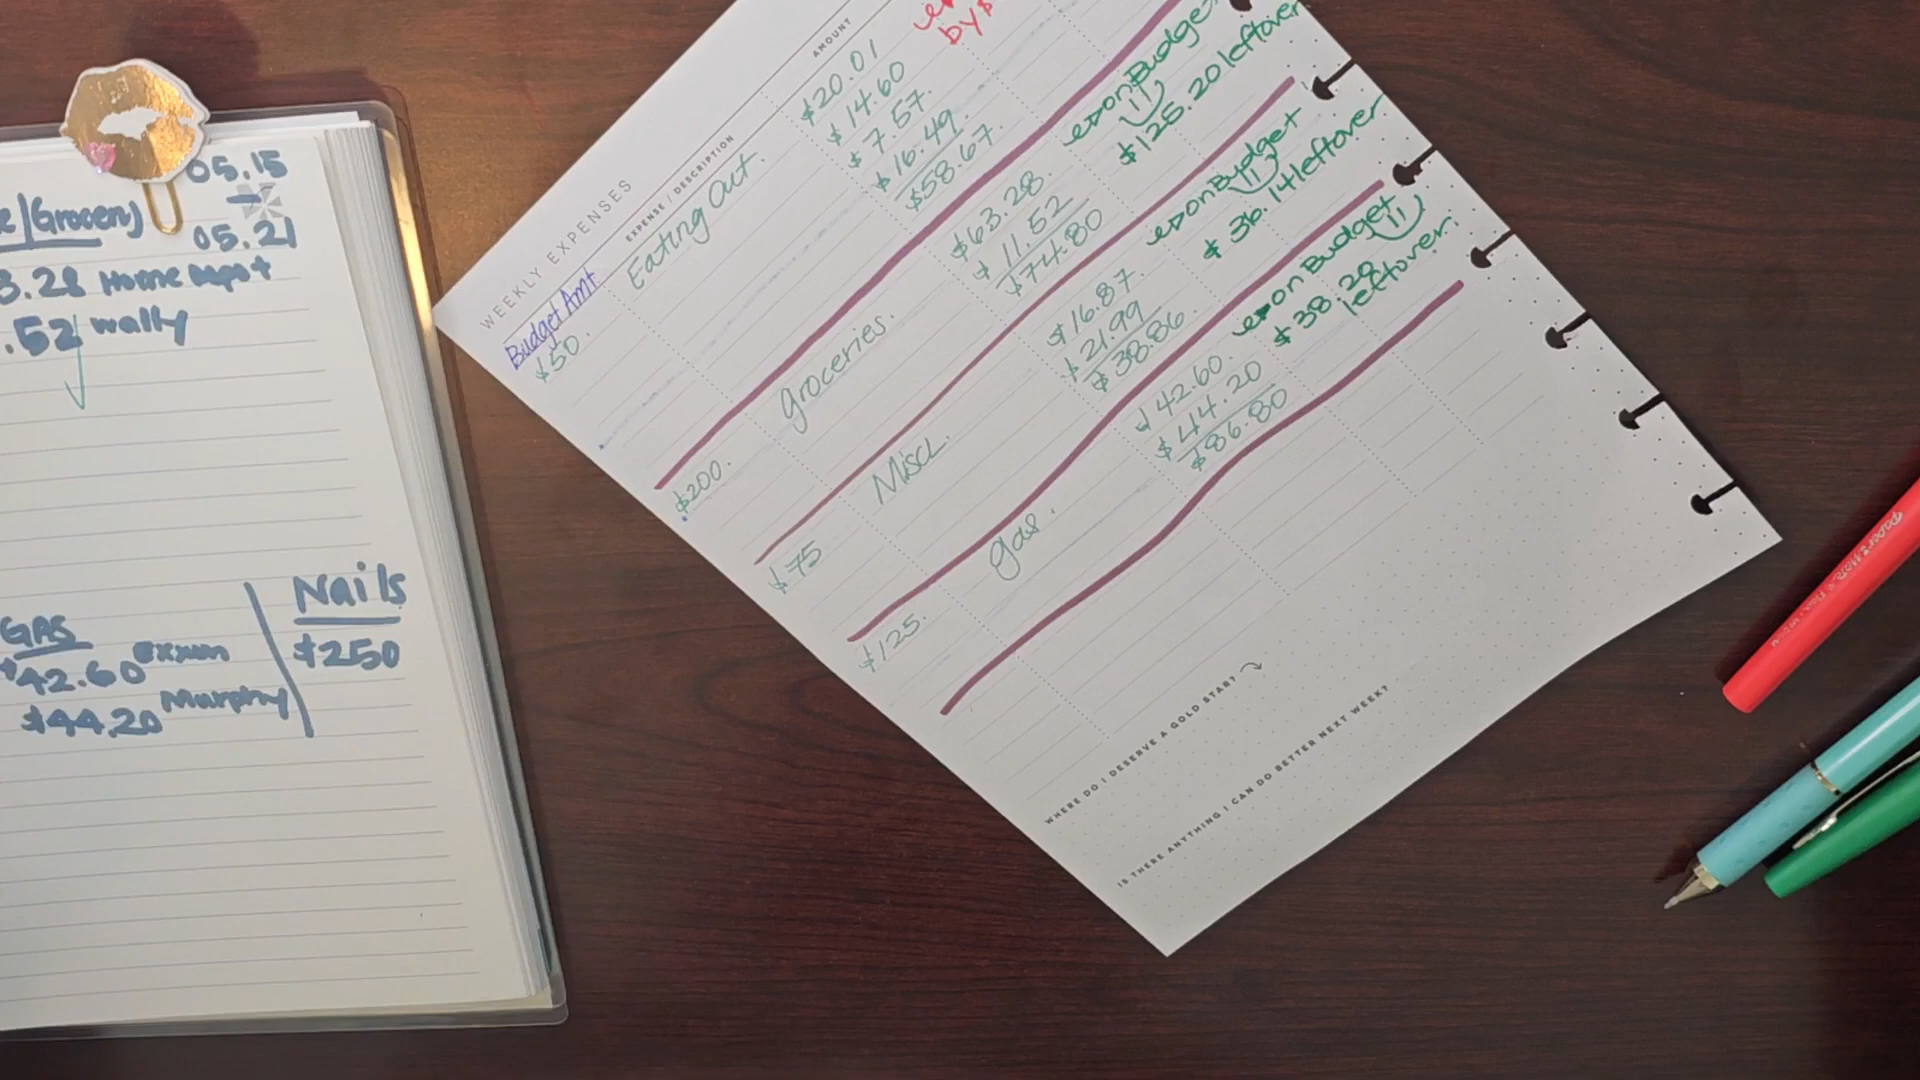 05.15
-
05.21
e/Grocery
3.28 Home Depot
.52 wally
GAS
$42.60 Exxon
$44.20 Murphy
Nails
$250
WEEKLY EXPENSES
EXPENSE / DESCRIPTION
AMOUNT
Budget Amt
$50.
Eating Out.
$20.01
$14.60
$7.57.
$16.49.
$58.67.
by $
$200.
groceries.
$63.28.
$11.52
$74.80
on Budget
$125.20 leftover
$75
Miscl.
$16.87.
$21.99
$38.86.
on Budget
$36.14 leftover
$125.
gas.
$42.60.
$44.20
$86.80
on Budget
$38.20
leftover.
WHERE DO I DESERVE A GOLD STAR?
IS THERE ANYTHING I CAN DO BETTER NEXT WEEK?